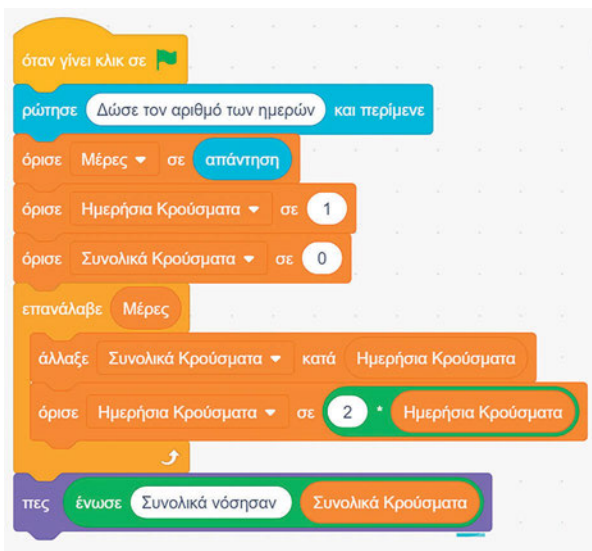 όταν γίνει κλικ σε
ρώτησε Δώσε τον αριθμό των ημερών και περίμενε
όρισε Μέρες σε απάντηση
όρισε Ημερήσια Κρούσματα σε 1
όρισε Συνολικά Κρούσματα σε 0
επανάλαβε Μέρες
άλλαξε Συνολικά Κρούσματα κατά Ημερήσια Κρούσματα
όρισε Ημερήσια Κρούσματα σε 2 * Ημερήσια Κρούσματα
πες ένωσε Συνολικά νόσησαν Συνολικά Κρούσματα